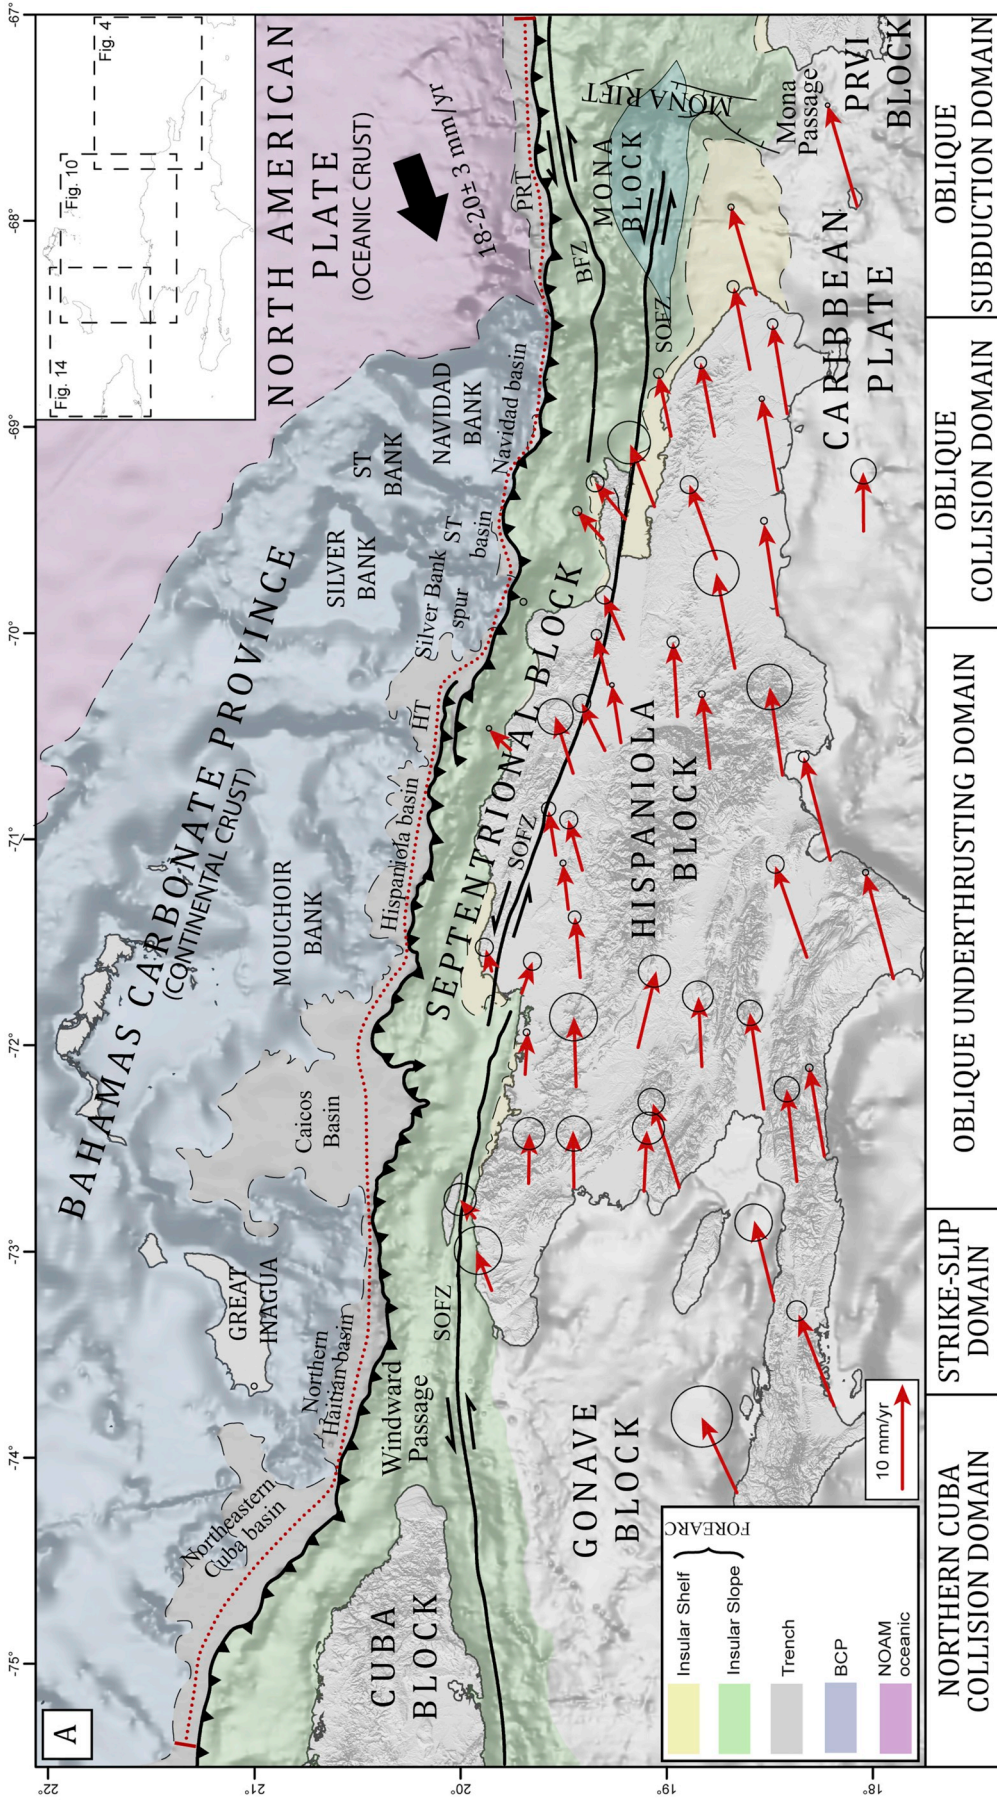 A
-75°
-74°
-73°
-72°
-71°
-70°
-69°
-68°
-67°
22°
21°
20°
19°
18°
Fig. 14
Fig. 10
Fig. 4
NORTH AMERICAN
PLATE
(OCEANIC CRUST)
18-20± 3 mm/yr
BAHAMAS CARBONATE PROVINCE
(CONTINENTAL CRUST)
GREAT
INAGUA
MOUCHOIR
BANK
SILVER
BANK
ST
BANK
NAVIDAD
BANK
Northeastern
Cuba basin
Northern
Haitian basin
Caicos
Basin
Hispaniola basin
HT
Silver Bank
spur
ST
basin
Navidad basin
PRT
Windward
Passage
SOFZ
SEPTENTRIONAL BLOCK
SOFZ
SOFZ
BFZ
MONA
BLOCK
MONA RIFT
Mona
Passage
PRVI
BLOCK
CUBA
BLOCK
GONAVE
BLOCK
HISPANIOLA
BLOCK
CARIBBEAN
PLATE
Insular Shelf
Insular Slope
FOREARC
Trench
BCP
NOAM
oceanic
10 mm/yr
NORTHERN CUBA
COLLISION DOMAIN
STRIKE-SLIP
DOMAIN
OBLIQUE UNDERTHRUSTING DOMAIN
OBLIQUE
COLLISION DOMAIN
OBLIQUE
SUBDUCTION DOMAIN